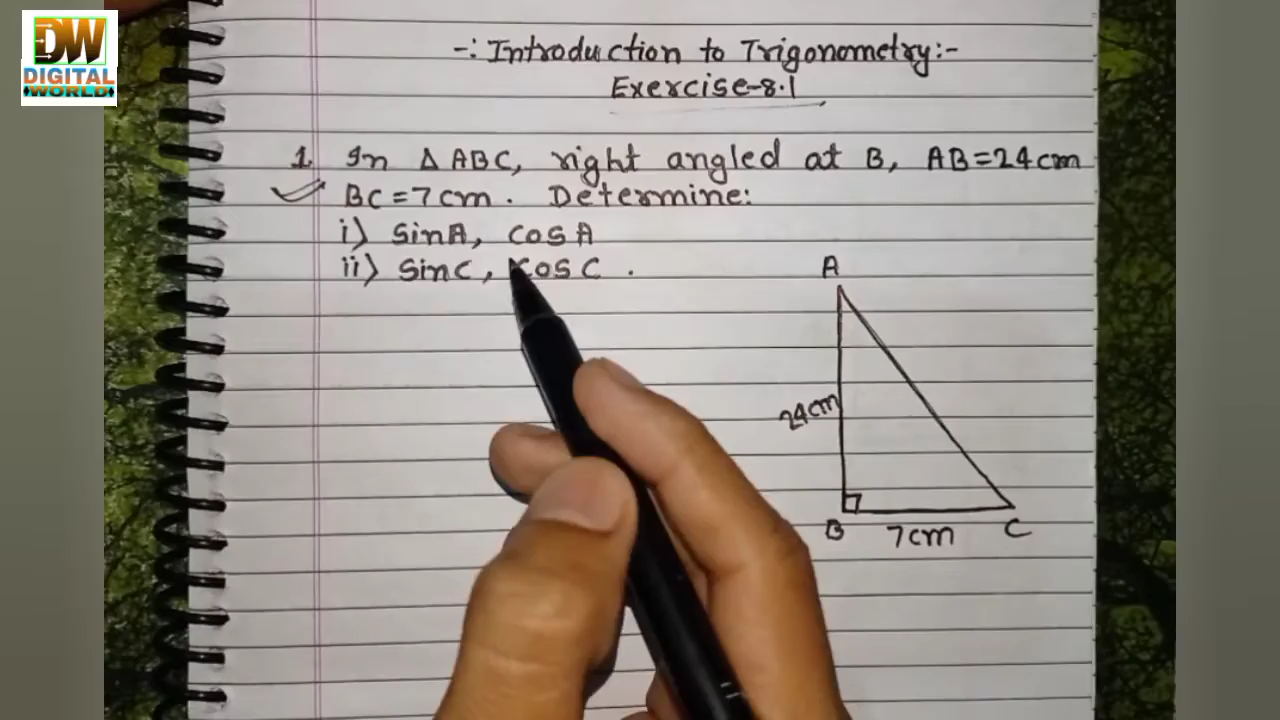 DW
DIGITAL
WORLD
-: Introduction to Trigonometry:-
Exercise-8.1
1. In Δ ABC, right angled at B, AB=24cm
BC=7cm. Determine:
i) SinA, CosA
ii) SinC, CosC.
A
24cm
B 7cm C